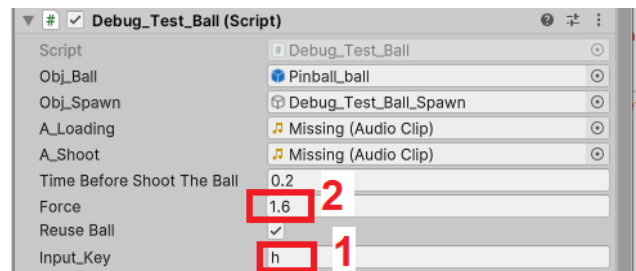 # Debug_Test_Ball (Script)
Script Debug_Test_Ball
Obj_Ball Pinball_ball
Obj_Spawn Debug_Test_Ball_Spawn
A_Loading Missing (Audio Clip)
A_Shoot Missing (Audio Clip)
Time Before Shoot The Ball 0.2
Force 1.6 2
Reuse Ball
Input_Key h 1